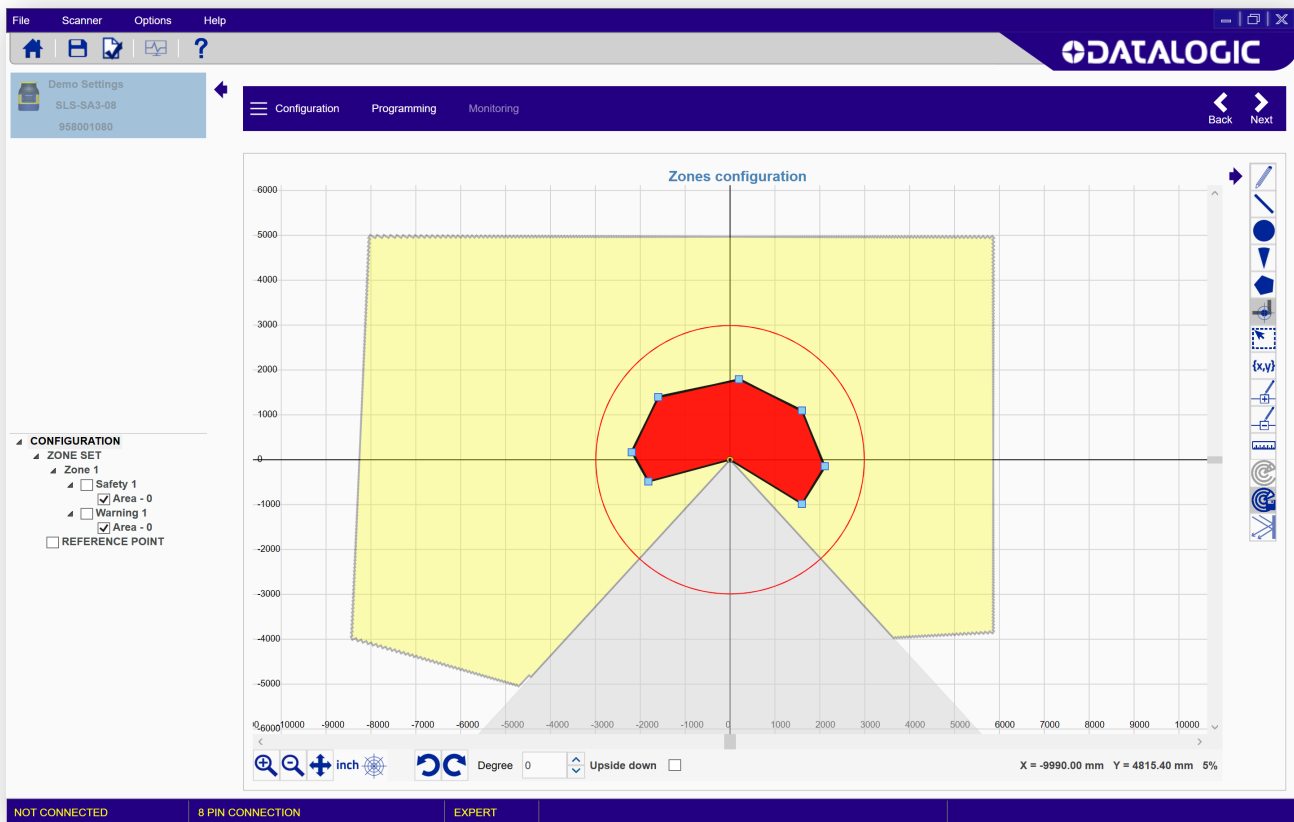 File Scanner Options Help
DATALOGIC
Demo Settings
SLS-SA3-08
958001080
Configuration Programming Monitoring
Back Next
Zones configuration
6000
-5000
4000
-3000
-2000
-1000
-0
-1000
-2000
-3000
-4000
-5000
-6000
-10000 -9000 -8000 -7000 -6000 -5000 -4000 -3000 -2000 -1000 0 1000 2000 3000 4000 5000 6000 7000 8000 9000 10000
{x,y}
CONFIGURATION
ZONE SET
Zone 1
Safety 1
Area - 0
Warning 1
Area - 0
REFERENCE POINT
inch Degree 0 Upside down X = -9990.00 mm Y = 4815.40 mm 5%
NOT CONNECTED 8 PIN CONNECTION EXPERT